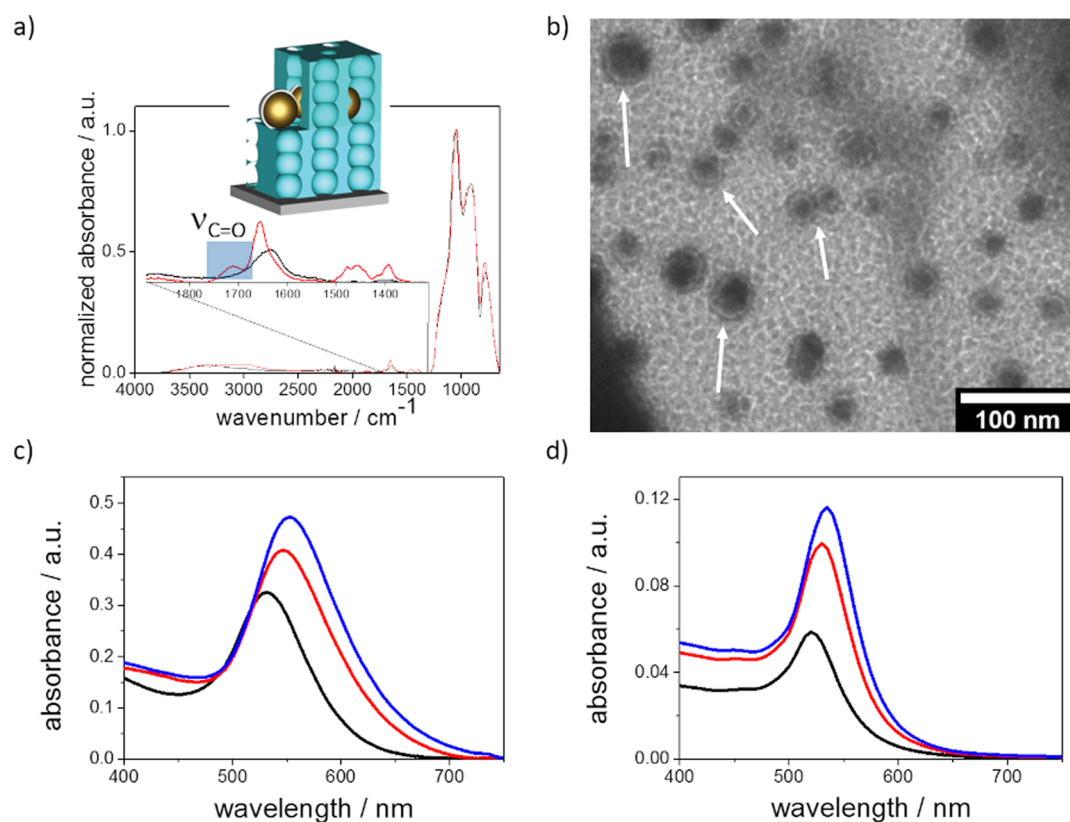 a)
normalized absorbance / a.u.
1.0
0.5
0.0
νC=O
1800 1700 1600 1500 1400
4000 3000 2000 1000
wavenumber / cm⁻¹
b)
100 nm
c)
absorbance / a.u.
0.5
0.4
0.3
0.2
0.1
0.0
400 500 600 700
wavelength / nm
d)
absorbance / a.u.
0.12
0.08
0.04
0.00
400 500 600 700
wavelength / nm